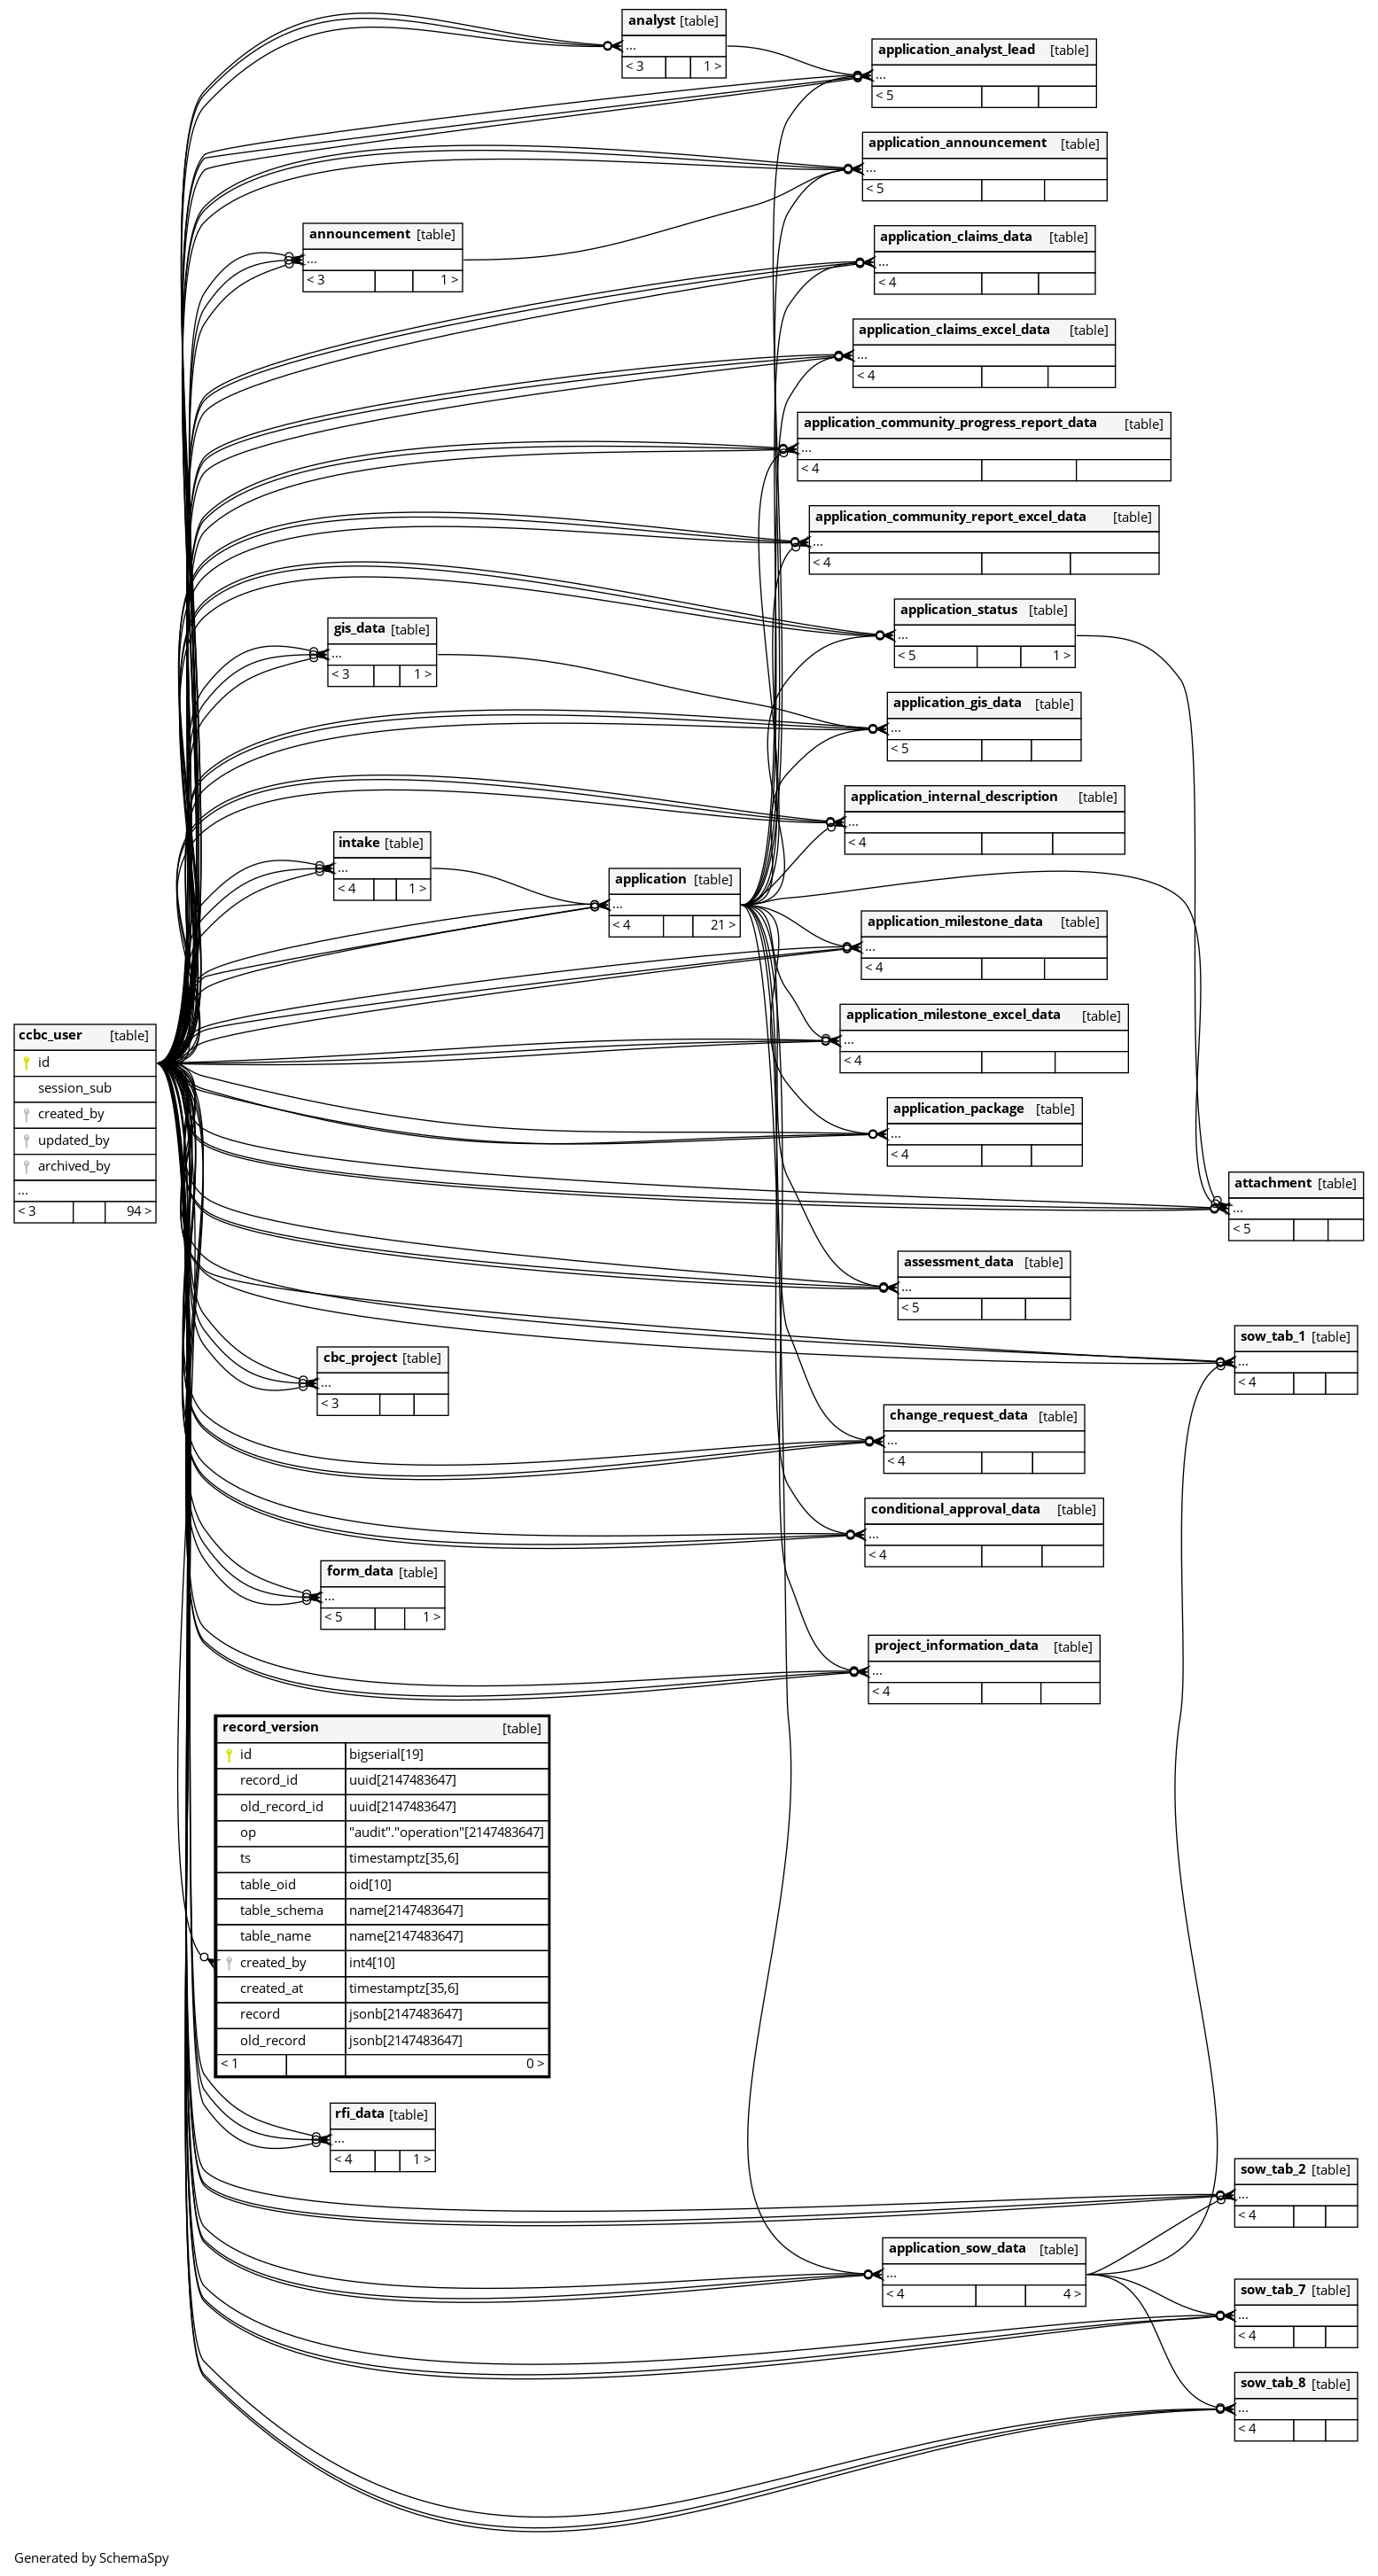 analyst [table]
...
< 3 1 >
application_analyst_lead [table]
...
< 5
application_announcement [table]
...
< 5
announcement [table]
...
< 3 1 >
application_claims_data [table]
...
< 4
application_claims_excel_data [table]
...
< 4
application_community_progress_report_data [table]
...
< 4
application_community_report_excel_data [table]
...
< 4
application_status [table]
...
< 5 1 >
gis_data [table]
...
< 3 1 >
application_gis_data [table]
...
< 5
application_internal_description [table]
...
< 4
intake [table]
...
< 4 1 >
application [table]
...
< 4 21 >
application_milestone_data [table]
...
< 4
application_milestone_excel_data [table]
...
< 4
ccbc_user [table]
id
session_sub
created_by
updated_by
archived_by
...
< 3 94 >
application_package [table]
...
< 4
attachment [table]
...
< 5
assessment_data [table]
...
< 5
sow_tab_1 [table]
...
< 4
cbc_project [table]
...
< 3
change_request_data [table]
...
< 4
conditional_approval_data [table]
...
< 4
form_data [table]
...
< 5 1 >
project_information_data [table]
...
< 4
record_version [table]
id bigserial[19]
record_id uuid[2147483647]
old_record_id uuid[2147483647]
op "audit"."operation"[2147483647]
ts timestamptz[35,6]
table_oid oid[10]
table_schema name[2147483647]
table_name name[2147483647]
created_by int4[10]
created_at timestamptz[35,6]
record jsonb[2147483647]
old_record jsonb[2147483647]
< 1 0 >
rfi_data [table]
...
< 4 1 >
sow_tab_2 [table]
...
< 4
application_sow_data [table]
...
< 4 4 >
sow_tab_7 [table]
...
< 4
sow_tab_8 [table]
...
< 4
Generated by SchemaSpy